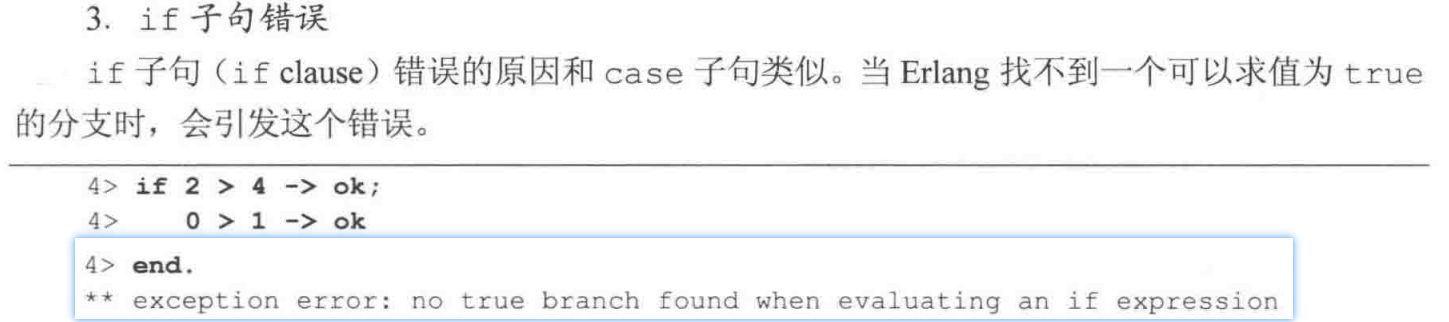 3. if 子句错误
if 子句（if clause）错误的原因和 case 子句类似。当 Erlang 找不到一个可以求值为 true
的分支时，会引发这个错误。
4> if 2 > 4 -> ok;
4>    0 > 1 -> ok
4> end.
** exception error: no true branch found when evaluating an if expression